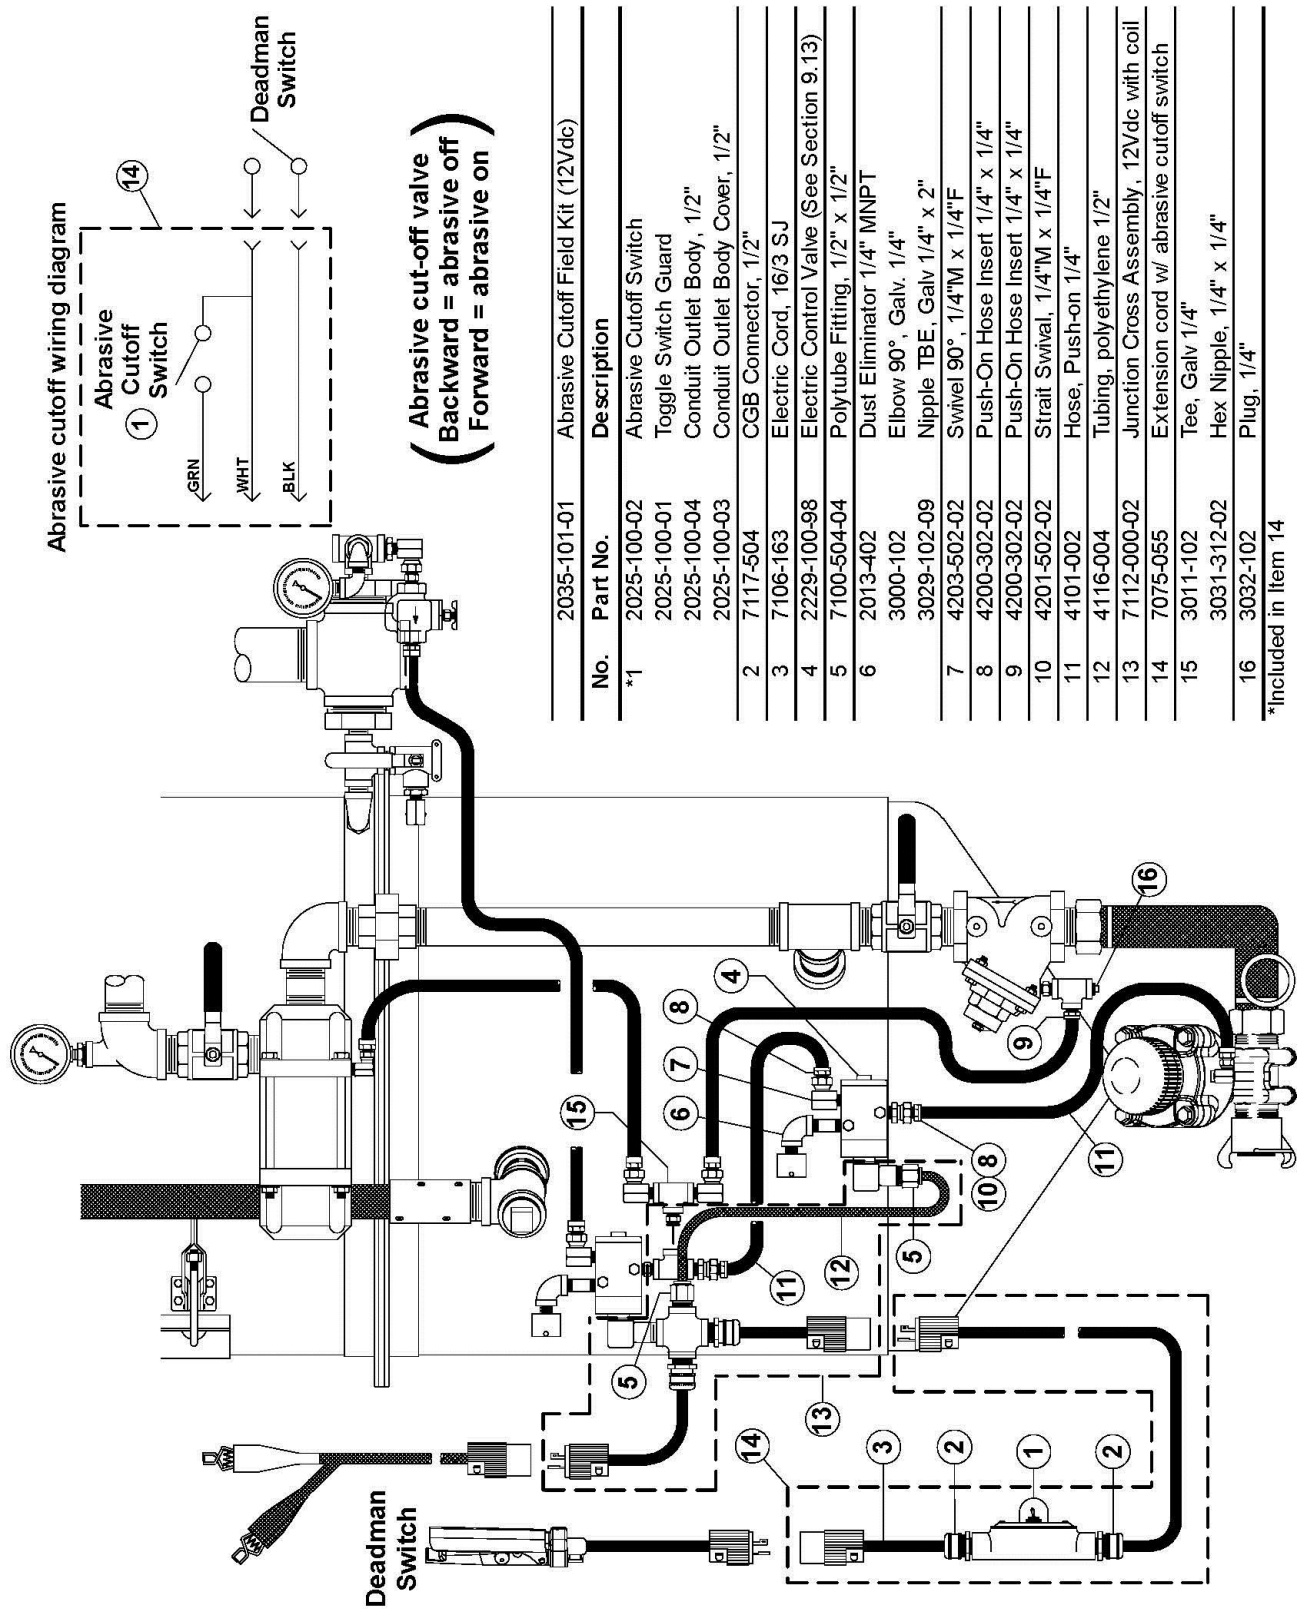 Abrasive cutoff wiring diagram
Abrasive
Cutoff
Switch
1
14
GRN
WHT
BLK
Deadman
Switch
Abrasive cut-off valve
Backward = abrasive off
Forward = abrasive on
2035-101-01 Abrasive Cutoff Field Kit (12Vdc)
No. Part No. Description
*1 2025-100-02 Abrasive Cutoff Switch
2025-100-01 Toggle Switch Guard
2025-100-04 Conduit Outlet Body, 1/2"
2025-100-03 Conduit Outlet Body Cover, 1/2"
2 7117-504 CGB Connector, 1/2"
3 7106-163 Electric Cord, 16/3 SJ
4 2229-100-98 Electric Control Valve (See Section 9.13)
5 7100-504-04 Polytube Fitting, 1/2" x 1/2"
6 2013-402 Dust Eliminator 1/4" MNPT
3000-102 Elbow 90°, Galv. 1/4"
3029-102-09 Nipple TBE, Galv 1/4" x 2"
7 4203-502-02 Swivel 90°, 1/4"M x 1/4"F
8 4200-302-02 Push-On Hose Insert 1/4" x 1/4"
9 4200-302-02 Push-On Hose Insert 1/4" x 1/4"
10 4201-502-02 Strait Swival, 1/4"M x 1/4"F
11 4101-002 Hose, Push-on 1/4"
12 4116-004 Tubing, polyethylene 1/2"
13 7112-000-02 Junction Cross Assembly, 12Vdc with coil
14 7075-055 Extension cord w/ abrasive cutoff switch
15 3011-102 Tee, Galv 1/4"
3031-312-02 Hex Nipple, 1/4" x 1/4"
16 3032-102 Plug, 1/4"
*Included in Item 14
Deadman
Switch
15
6
7
8
4
16
9
5
11
12
5
10
8
11
13
14
3
2
1
2